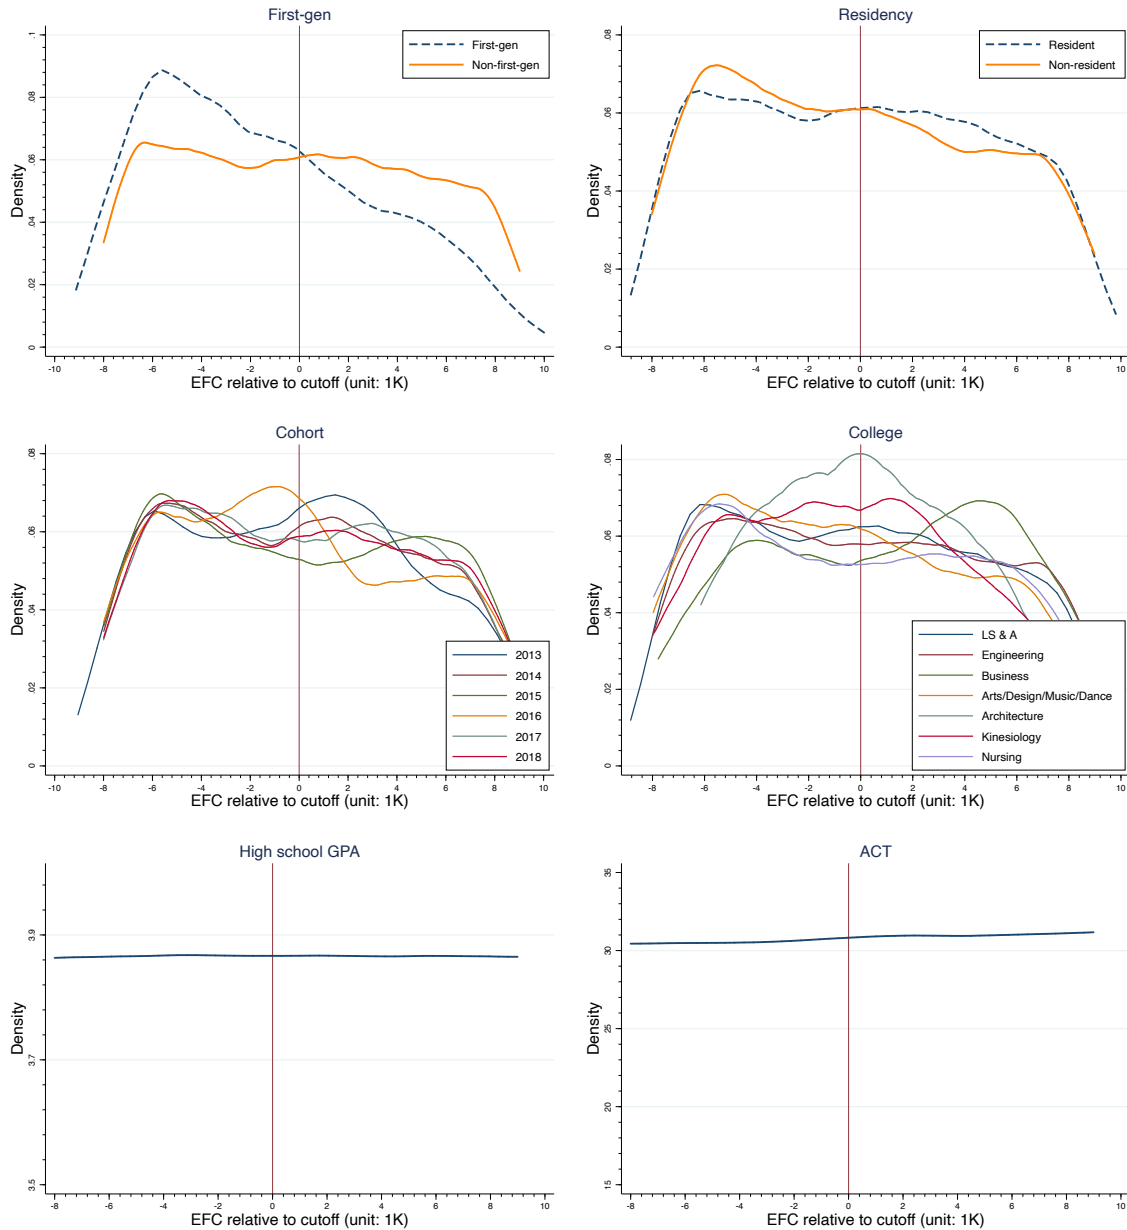 First-gen
Density
0 .02 .04 .06 .08 .1
First-gen
Non-first-gen
-10 -8 -6 -4 -2 0 2 4 6 8 10
EFC relative to cutoff (unit: 1K)
Residency
Density
0 .02 .04 .06 .08
Resident
Non-resident
-8 -6 -4 -2 0 2 4 6 8 10
EFC relative to cutoff (unit: 1K)
Cohort
Density
0 .02 .04 .06 .08
2013
2014
2015
2016
2017
2018
-10 -8 -6 -4 -2 0 2 4 6 8 10
EFC relative to cutoff (unit: 1K)
College
Density
0 .02 .04 .06 .08
LS & A
Engineering
Business
Arts/Design/Music/Dance
Architecture
Kinesiology
Nursing
-8 -6 -4 -2 0 2 4 6 8 10
EFC relative to cutoff (unit: 1K)
High school GPA
Density
3.5 3.7 3.9
-8 -6 -4 -2 0 2 4 6 8 10
EFC relative to cutoff (unit: 1K)
ACT
Density
15 20 25 30 35
-8 -6 -4 -2 0 2 4 6 8 10
EFC relative to cutoff (unit: 1K)